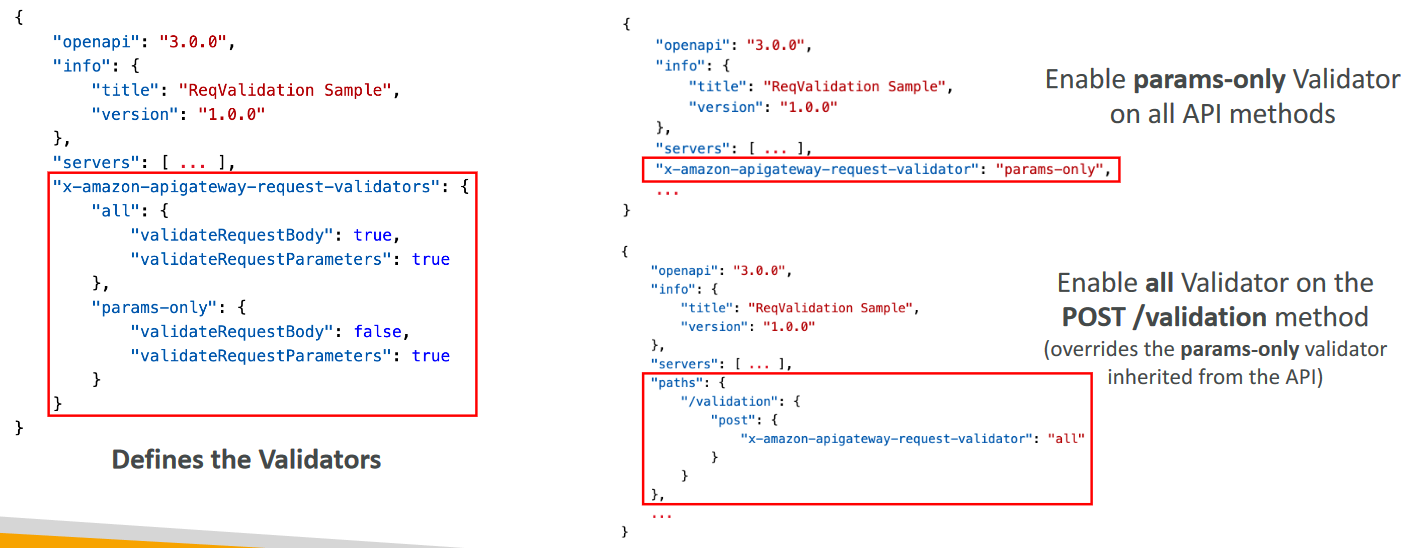 {
"openapi": "3.0.0",
"info": {
"title": "ReqValidation Sample",
"version": "1.0.0"
},
"servers": [ ... ],
"x-amazon-apigateway-request-validators": {
"all": {
"validateRequestBody": true,
"validateRequestParameters": true
},
"params-only": {
"validateRequestBody": false,
"validateRequestParameters": true
}
}
}
Defines the Validators
{
"openapi": "3.0.0",
"info": {
"title": "ReqValidation Sample",
"version": "1.0.0"
},
"servers": [ ... ],
"x-amazon-apigateway-request-validator": "params-only",
...
}
Enable params-only Validator
on all API methods
{
"openapi": "3.0.0",
"info": {
"title": "ReqValidation Sample",
"version": "1.0.0"
},
"servers": [ ... ],
"paths": {
"/validation": {
"post": {
"x-amazon-apigateway-request-validator": "all"
}
}
},
...
}
Enable all Validator on the
POST /validation method
(overrides the params-only validator
inherited from the API)